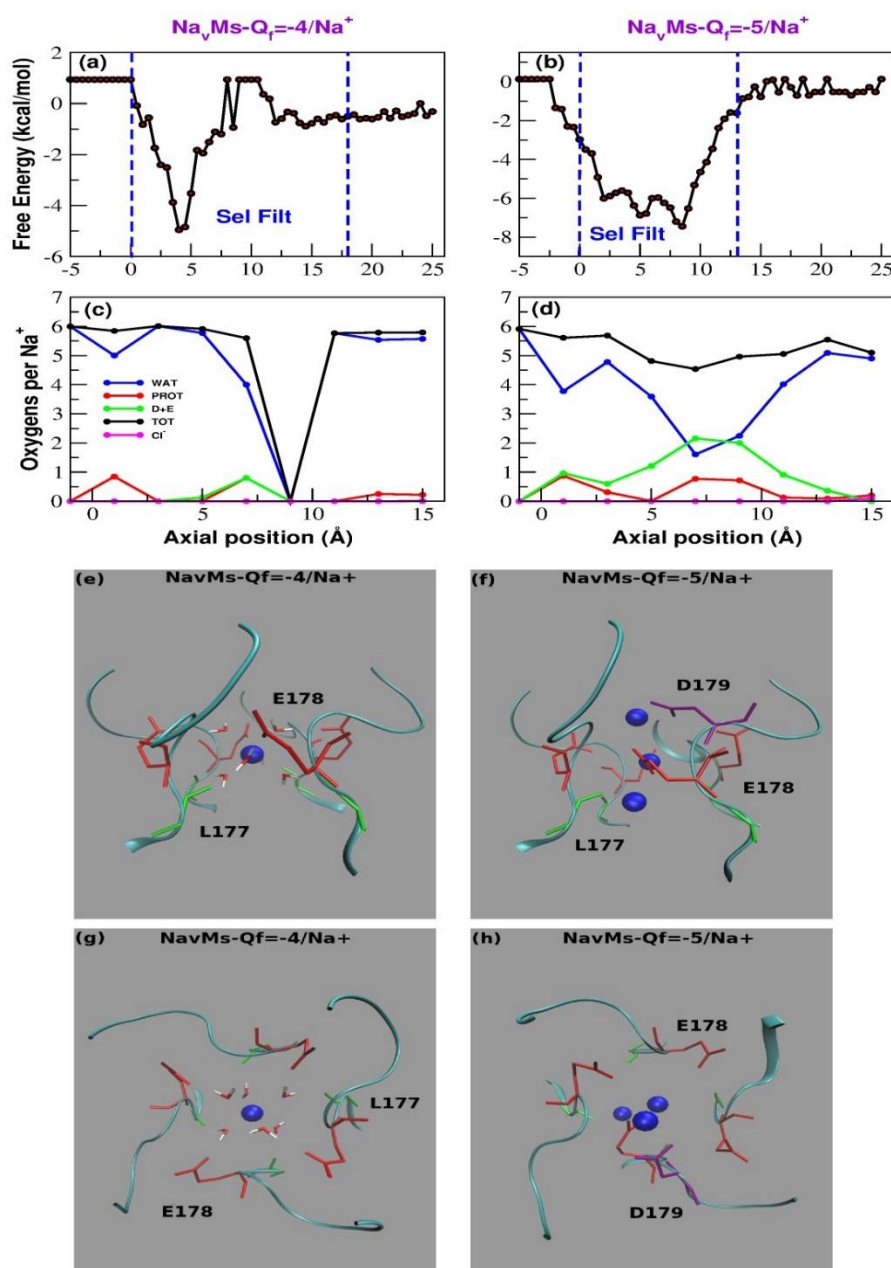 NavMs-Qf=-4/Na+ NavMs-Qf=-5/Na+
(a) (b)
Free Energy (kcal/mol)
2
0
-2
-4
-6
0
-2
-4
-6
-8
Sel Filt Sel Filt
-5 0 5 10 15 20 25 -5 0 5 10 15 20 25
(c) (d)
Oxygens per Na+
7
6
5
4
3
2
1
0
WAT
PROT
D+E
TOT
Cl-
7
6
5
4
3
2
1
0
0 5 10 15 0 5 10 15
Axial position (Å) Axial position (Å)
(e) NavMs-Qf=-4/Na+
E178
L177
(f) NavMs-Qf=-5/Na+
D179
E178
L177
(g) NavMs-Qf=-4/Na+
L177
E178
(h) NavMs-Qf=-5/Na+
E178
D179